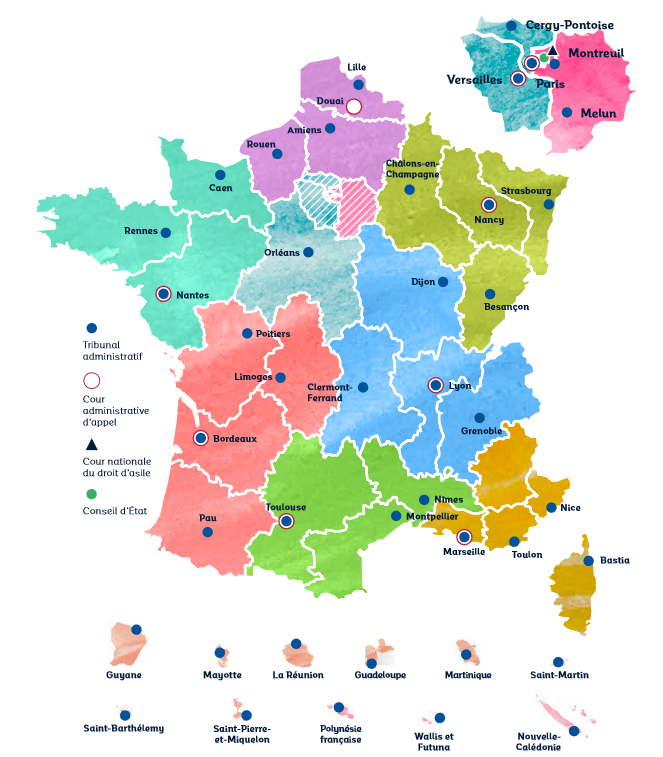 Cergy-Pontoise
Montreuil
Versailles
Paris
Melun
Lille
Douai
Amiens
Rouen
Caen
Châlons-en-
Champagne
Strasbourg
Nancy
Rennes
Orléans
Dijon
Nantes
Besançon
Poitiers
Tribunal
administratif
Limoges
Clermont-
Ferrand
Lyon
Cour
administrative
d'appel
Grenoble
Bordeaux
Cour nationale
du droit d'asile
Conseil d'État
Nîmes
Toulouse
Pau
Montpellier
Nice
Marseille
Toulon
Bastia
Guyane
Mayotte
La Réunion
Guadeloupe
Martinique
Saint-Martin
Saint-Barthélemy
Saint-Pierre-
et-Miquelon
Polynésie
française
Wallis et
Futuna
Nouvelle-
Calédonie